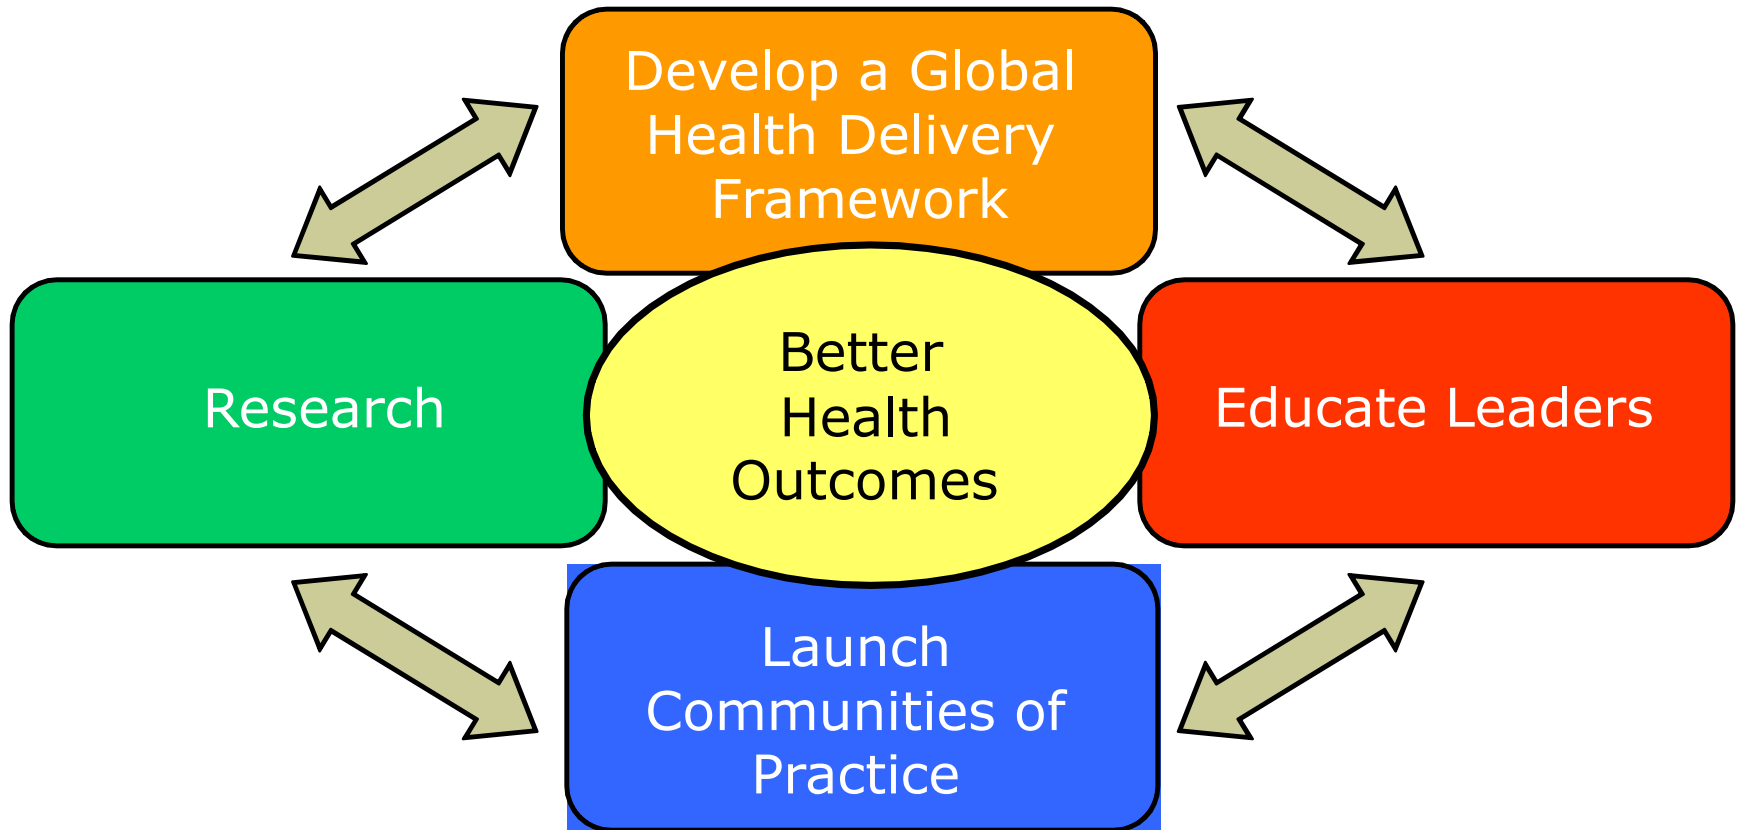 Develop a Global
Health Delivery
Framework
Research
Better
Health
Outcomes
Educate Leaders
Launch
Communities of
Practice